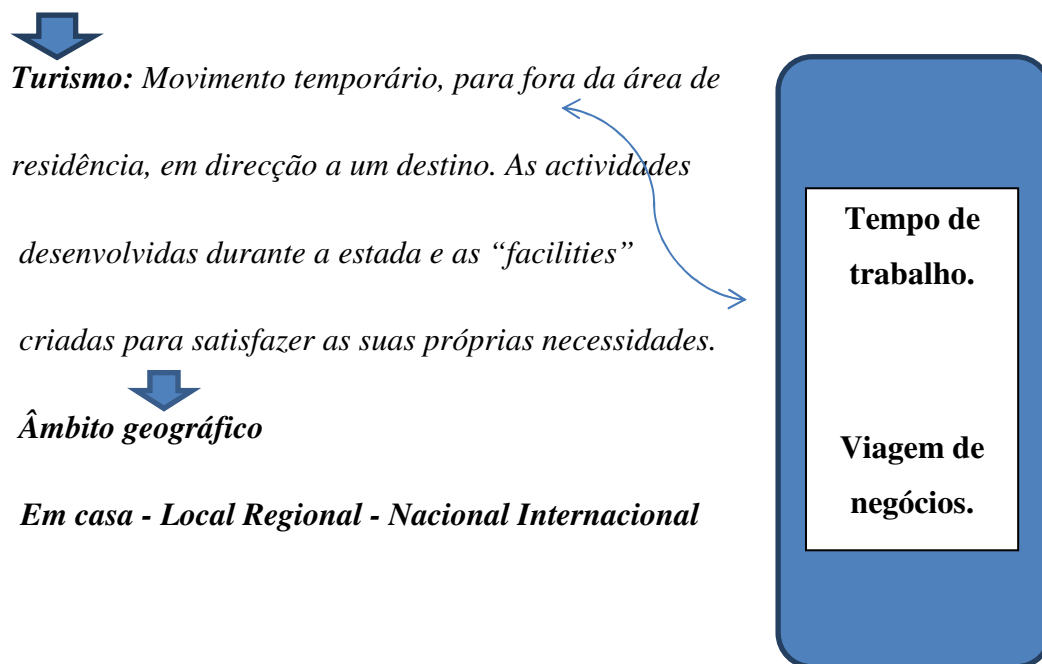 Turismo: Movimento temporário, para fora da área de
residência, em direcção a um destino. As actividades
desenvolvidas durante a estada e as “facilities”
criadas para satisfazer as suas próprias necessidades.
Âmbito geográfico
Em casa - Local Regional - Nacional Internacional
Tempo de
trabalho.
Viagem de
negócios.